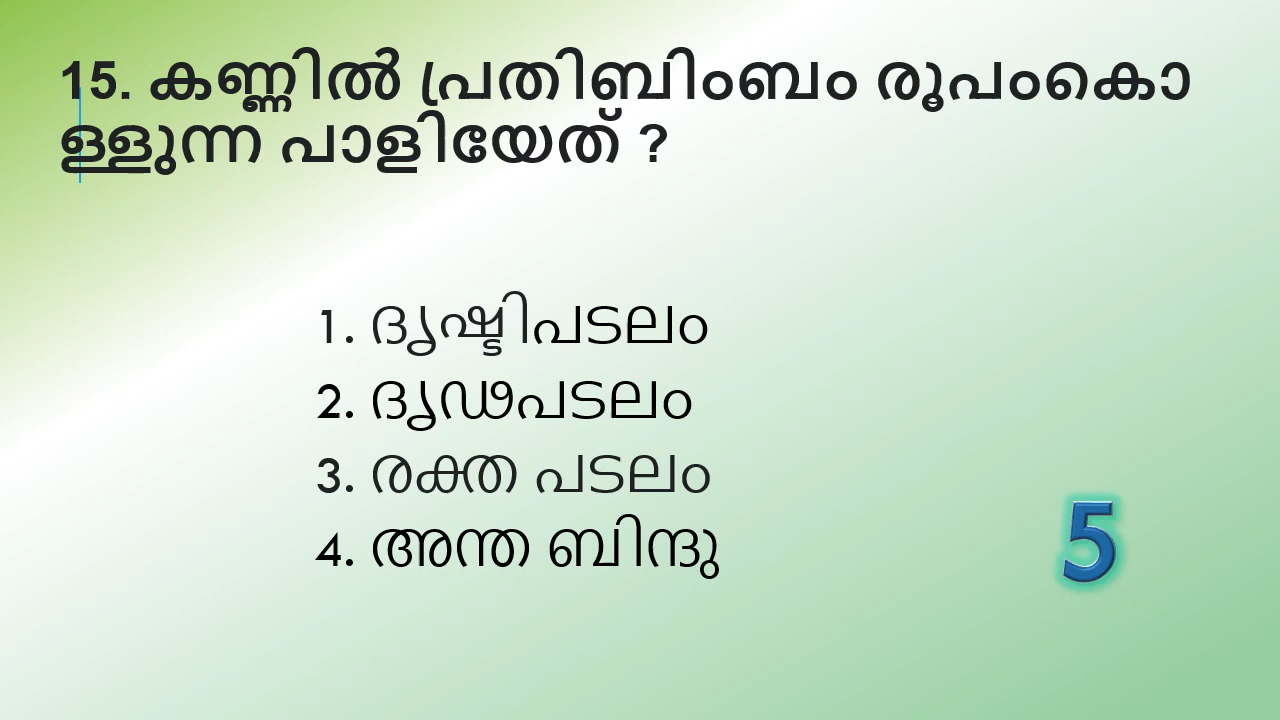 15. കണ്ണിൽ പ്രതിബിംബം രൂപംകൊ
ള്ളുന്ന പാളിയേത് ?
1. ദൃഷ്ടിപടലം
2. ദൃഢപടലം
3. രക്ത പടലം
4. അന്ത ബിന്ദു
5